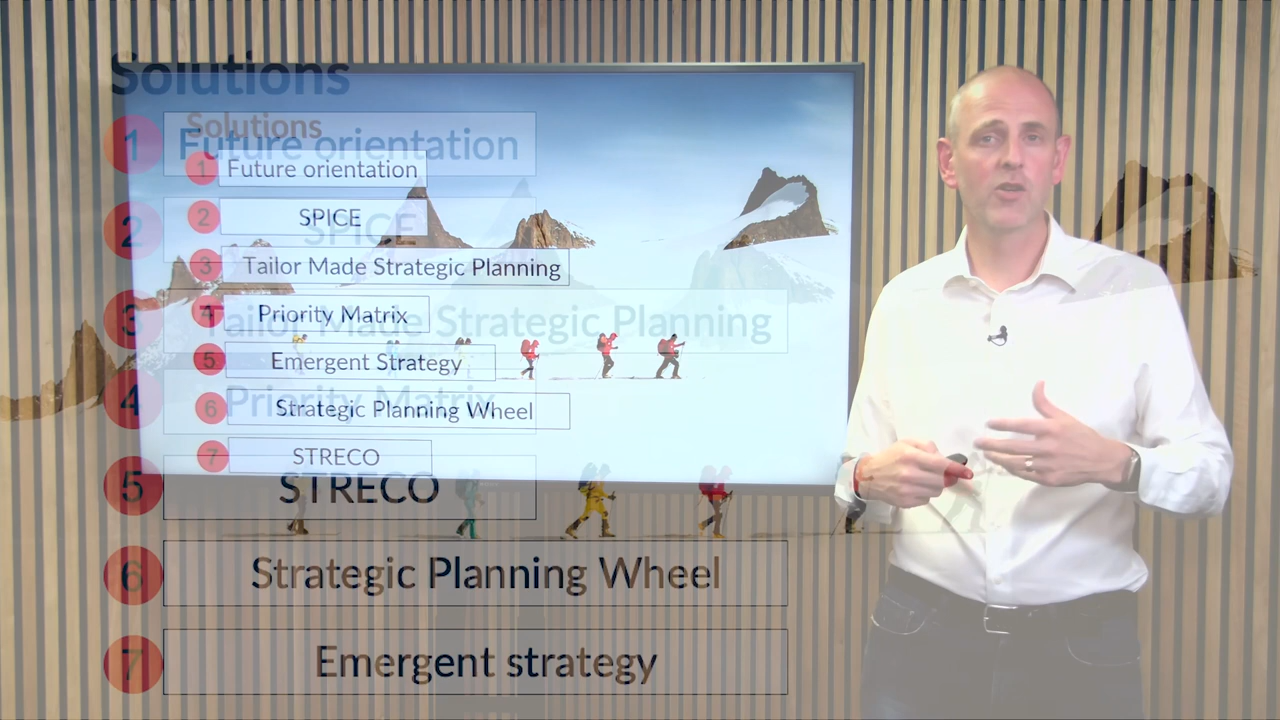 Solutions
1 Future orientation
2 SPICE
3 Tailor Made Strategic Planning
4 Priority Matrix
5 STRECO
6 Strategic Planning Wheel
7 Emergent strategy
Solutions
1 Future orientation
2 SPICE
3 Tailor Made Strategic Planning
4 Priority Matrix
5 Emergent Strategy
6 Strategic Planning Wheel
7 STRECO